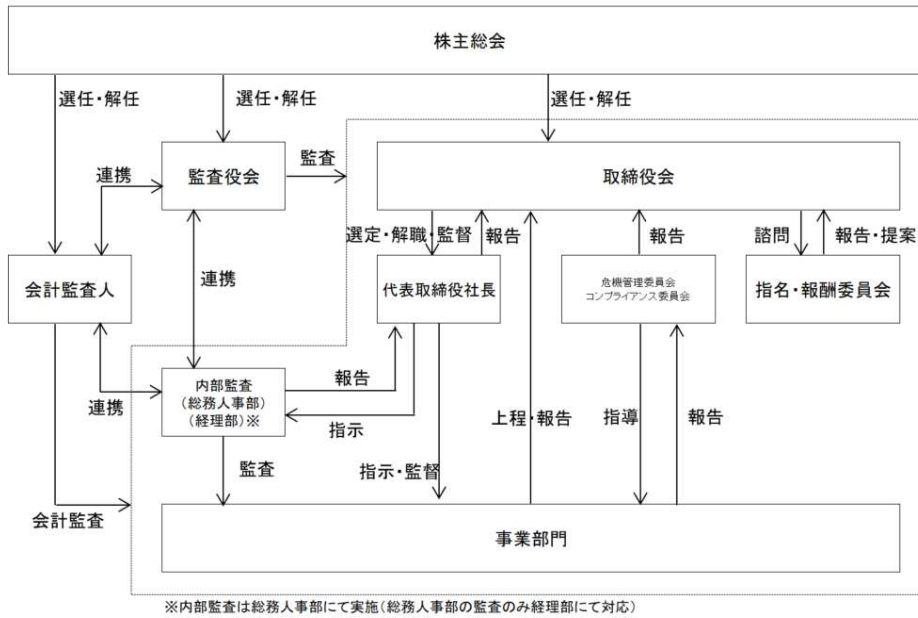 株主総会
選任・解任
選任・解任
選任・解任
監査役会
監査
取締役会
連携
選定・解職・監督
報告
報告
諮問
報告・提案
会計監査人
連携
代表取締役社長
危機管理委員会
コンプライアンス委員会
指名・報酬委員会
内部監査
（総務人事部）
（経理部）※
報告
連携
指示
上程・報告
指導
報告
監査
指示・監督
会計監査
事業部門
※内部監査は総務人事部にて実施（総務人事部の監査のみ経理部にて対応）